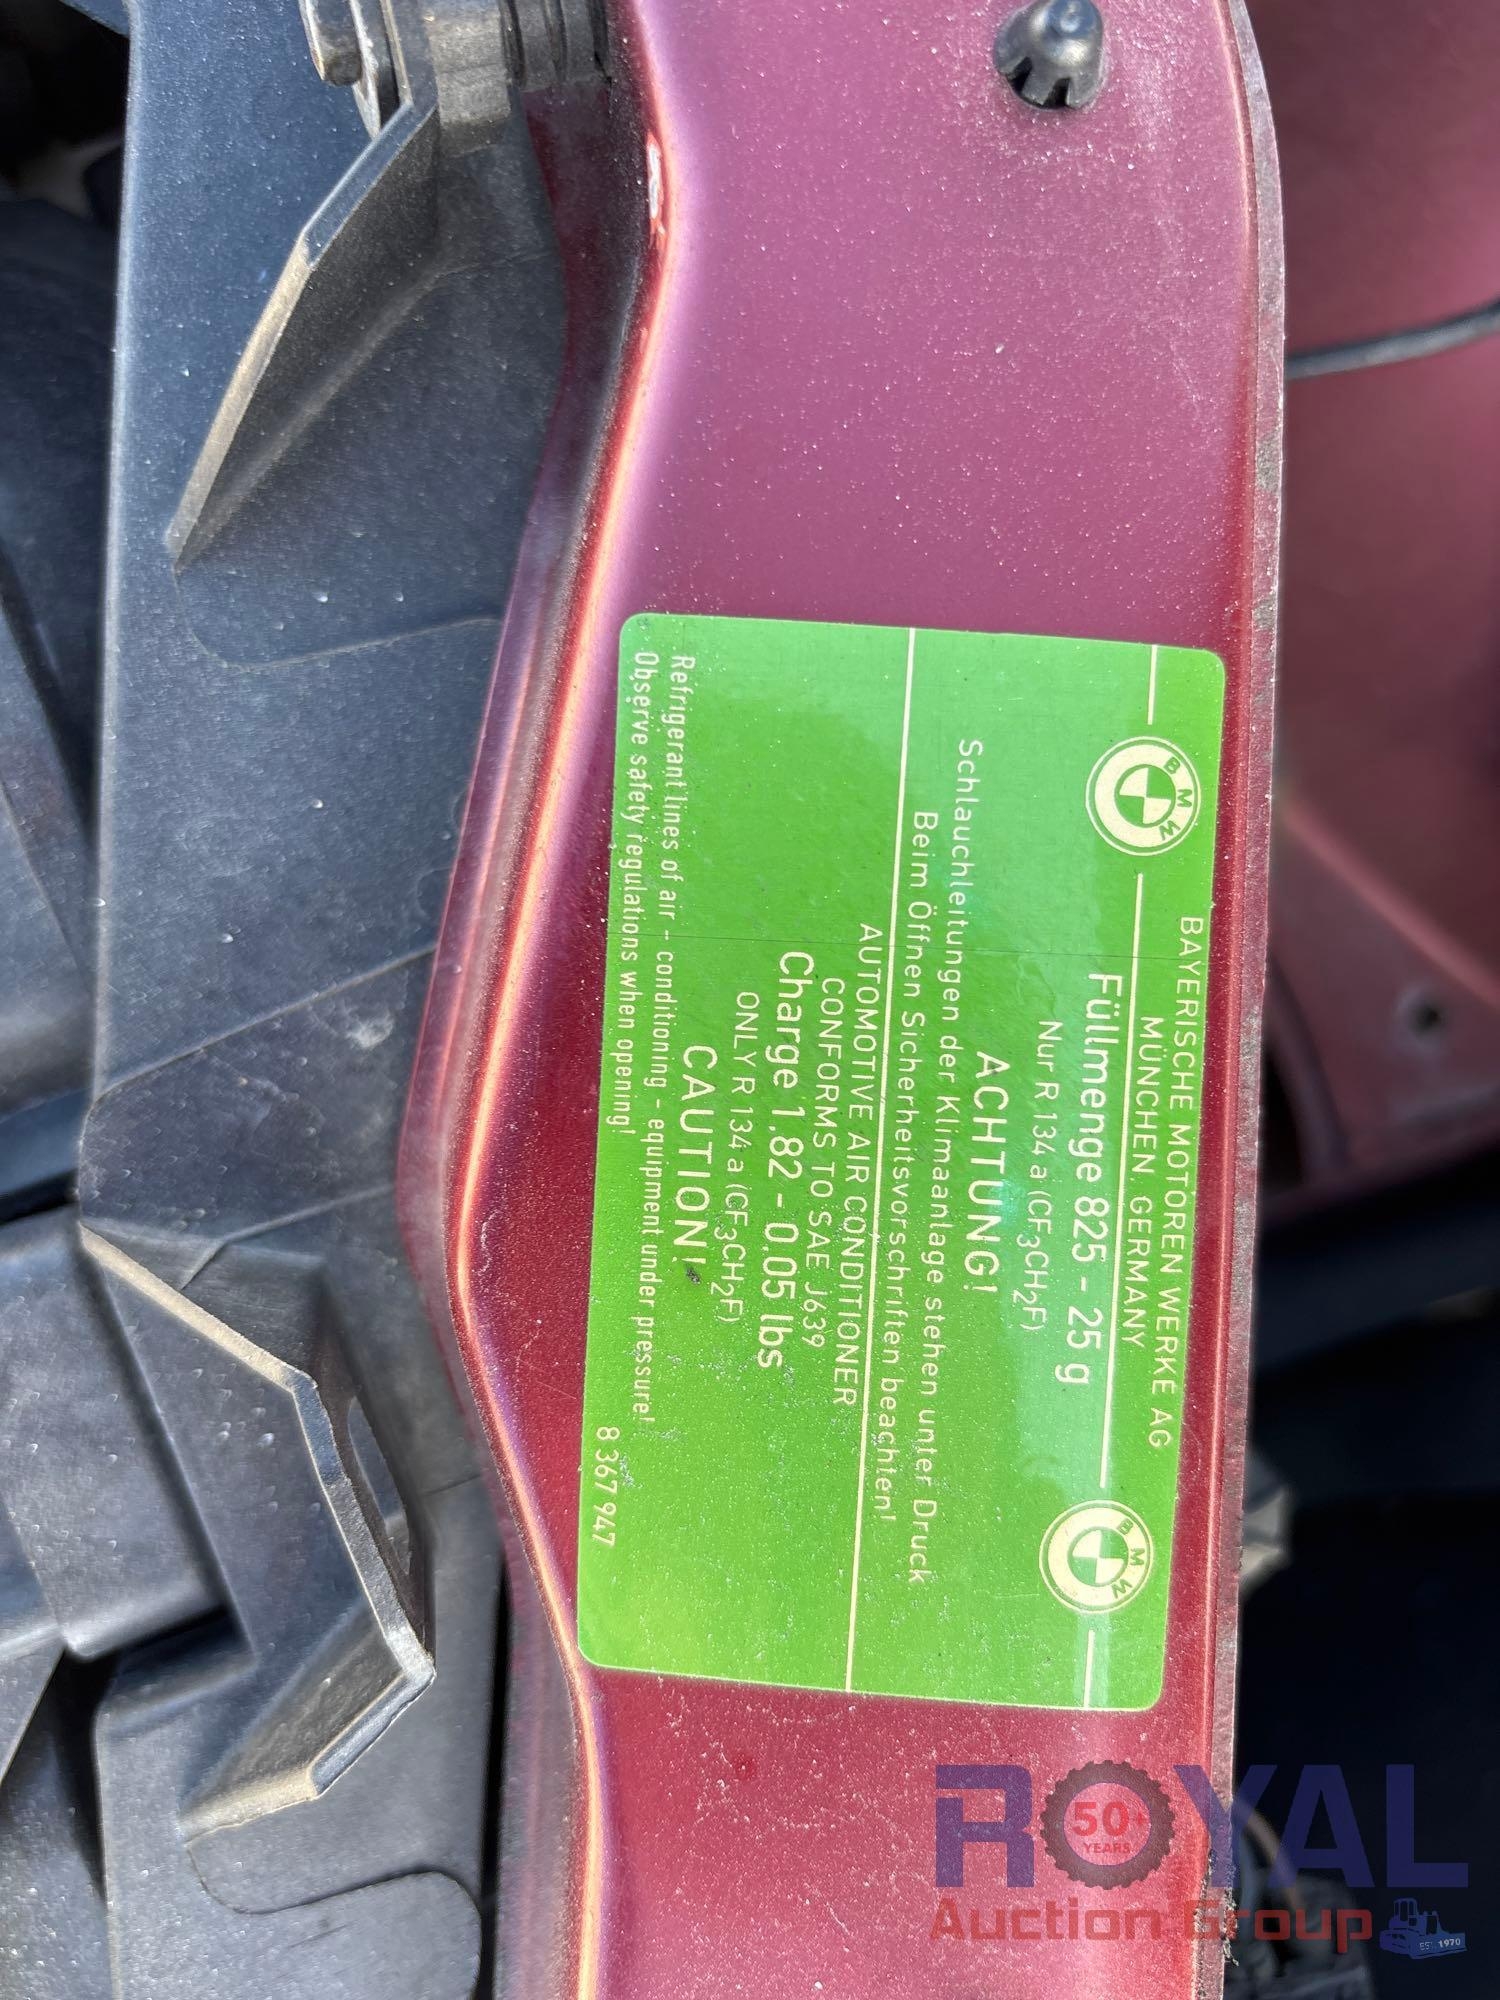 BAYERISCHE MOTOREN WERKE AG
MÜNCHEN, GERMANY
BMW
BMW
Füllmenge 825 - 25 g
Nur R 134 a (CF3CH2F)
ACHTUNG!
Schlauchleitungen der Klimaanlage stehen unter Druck
Beim Öffnen Sicherheitsvorschriften beachten!
AUTOMOTIVE AIR CONDITIONER
CONFORMS TO SAE J639
Charge 1,82 - 0.05 lbs
ONLY R 134 a (CF3CH2F)
CAUTION!
Refrigerant lines of air - conditioning - equipment under pressure!
Observe safety regulations when opening!
8 367 947
ROYAL
50+
YEARS
Auction Group
EST. 1970